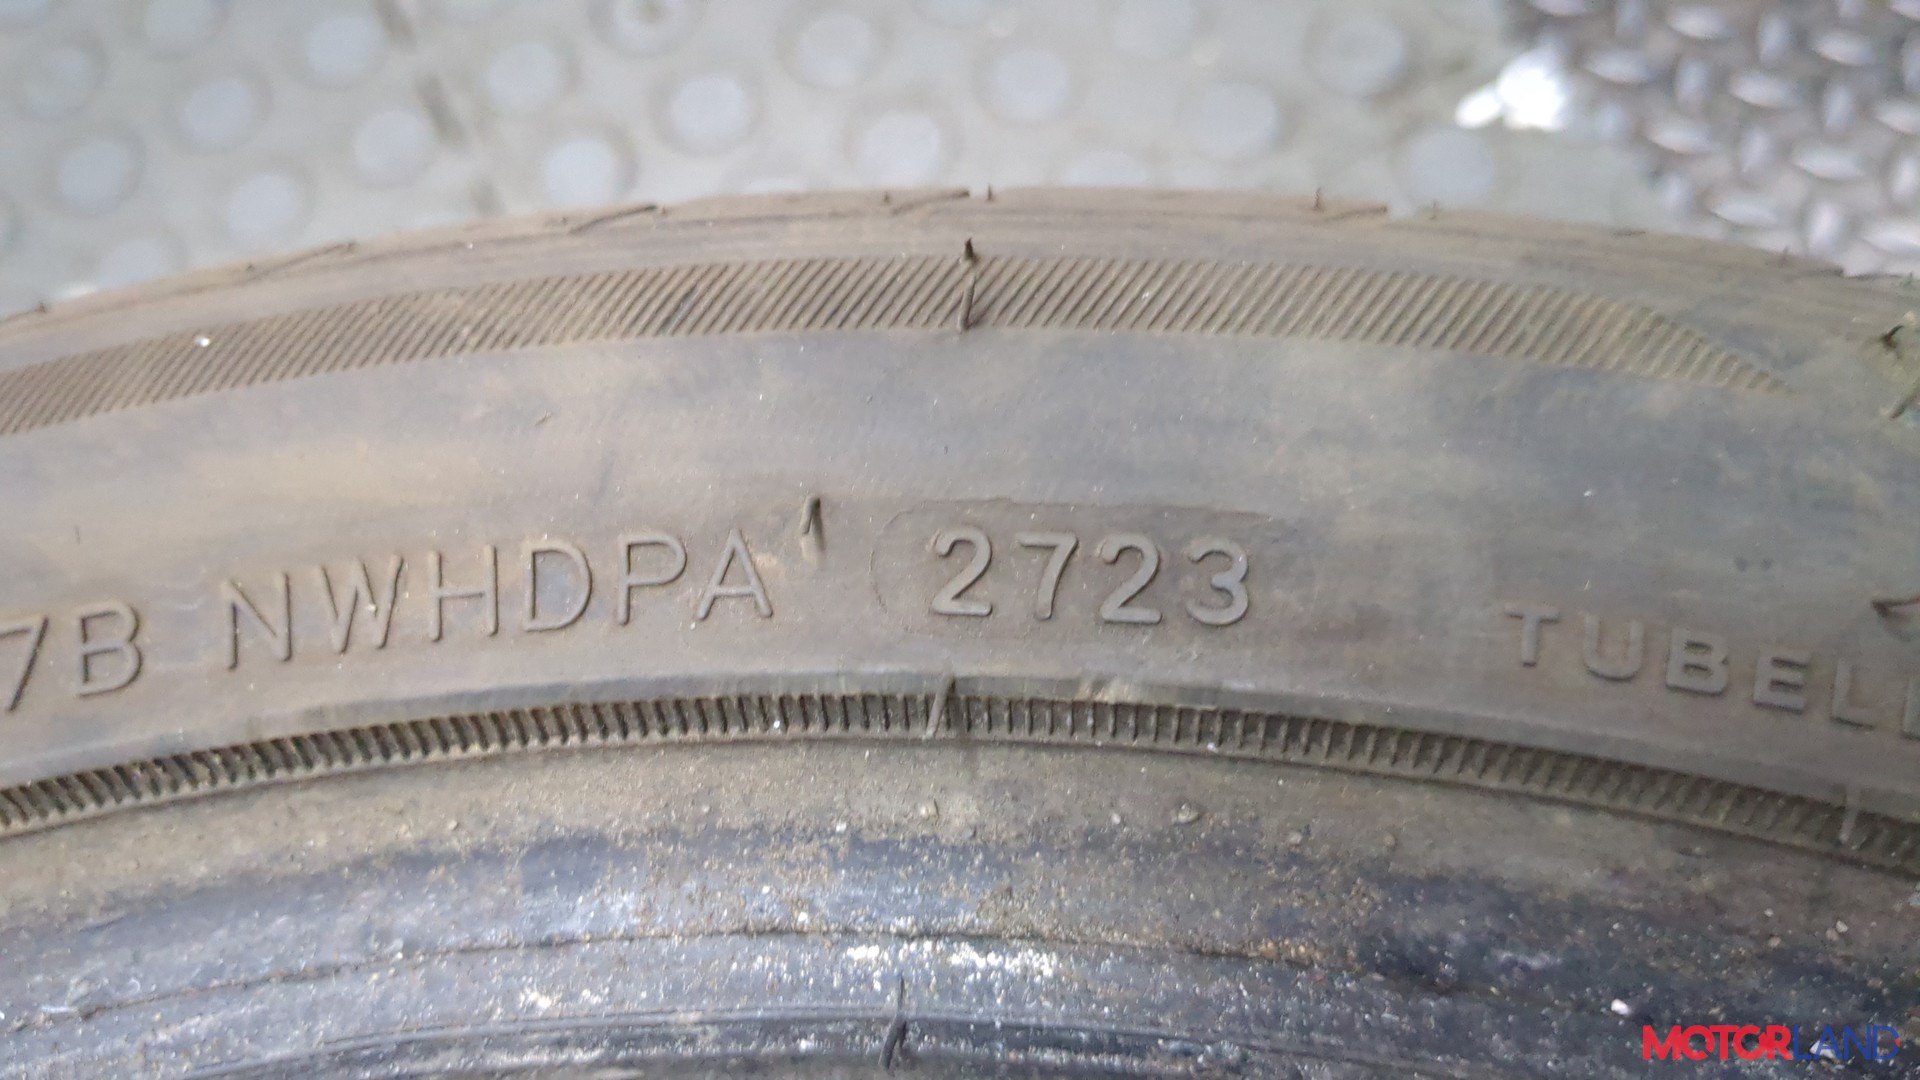 7B NWHDPA 2723 TUBEL
MOTORLAND